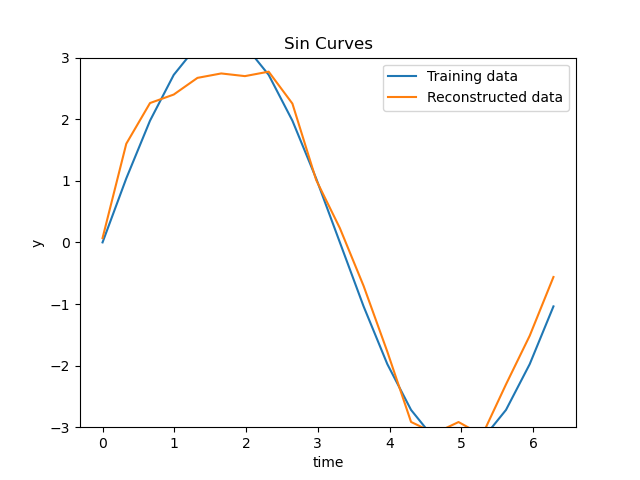 Sin Curves
Training data
Reconstructed data
3
2
1
0
−1
−2
−3
y
0 1 2 3 4 5 6
time